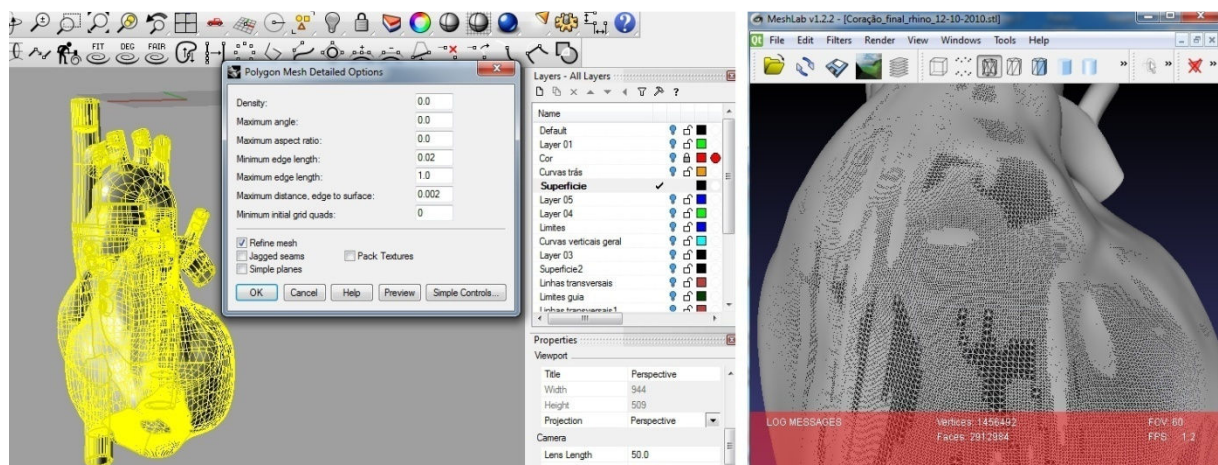 FIT DEG FAIR
Polygon Mesh Detailed Options
Density: 0.0
Maximum angle: 0.0
Maximum aspect ratio: 0.0
Minimum edge length: 0.02
Maximum edge length: 1.0
Maximum distance, edge to surface: 0.002
Minimum initial grid quads: 0
Refine mesh
Jagged seams Pack Textures
Simple planes
OK Cancel Help Preview Simple Controls...
Layers - All Layers
Name
Default
Layer 01
Cor
Curvas trás
Superfície
Layer 05
Layer 04
Limites
Curvas verticais geral
Layer 03
Superficie2
Linhas transversais
Limites guia
Linhas transversais1
Properties
Viewport
Title Perspective
Width 944
Height 509
Projection Perspective
Camera
Lens Length 50.0
MeshLab v1.2.2 - [Coração_final_rhino_12-10-2010.stl]
Qt File Edit Filters Render View Windows Tools Help
LOG MESSAGES Vertices: 1456492 FOV: 60
Faces: 2912984 FPS: 1.2